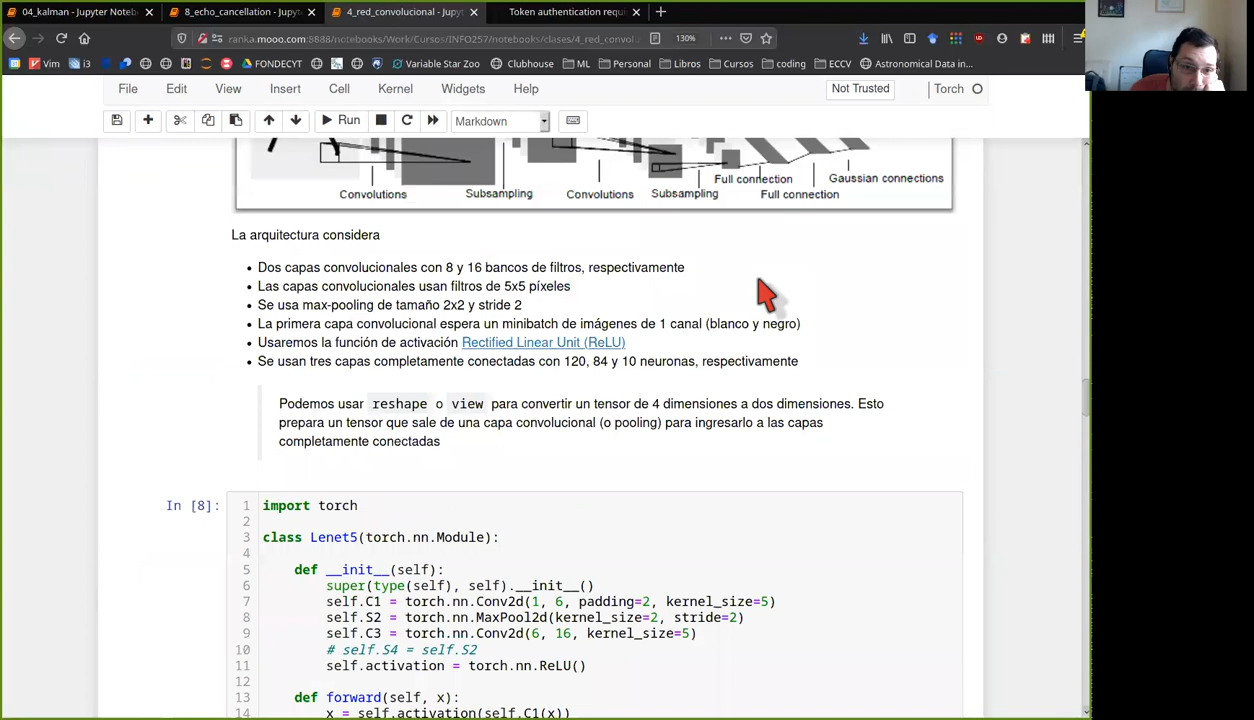 04_kalman - Jupyter Noteb
8_echo_cancellation - Jupyt
4_red_convolucional - Jupyt
Token authentication requ
ranka.mooo.com:8888/notebooks/Work/Cursos/INFO257/notebooks/clases/4_red_convol
130%
Vim
i3
FONDECYT
Variable Star Zoo
Clubhouse
ML
Personal
Libros
Cursos
coding
ECCV
Astronomical Data in...
File Edit View Insert Cell Kernel Widgets Help
Not Trusted
Torch
Run
Markdown
Convolutions
Subsampling
Convolutions
Subsampling
Full connection
Full connection
Gaussian connections
La arquitectura considera
• Dos capas convolucionales con 8 y 16 bancos de filtros, respectivamente
• Las capas convolucionales usan filtros de 5x5 píxeles
• Se usa max-pooling de tamaño 2x2 y stride 2
• La primera capa convolucional espera un minibatch de imágenes de 1 canal (blanco y negro)
• Usaremos la función de activación Rectified Linear Unit (ReLU)
• Se usan tres capas completamente conectadas con 120, 84 y 10 neuronas, respectivamente
Podemos usar reshape o view para convertir un tensor de 4 dimensiones a dos dimensiones. Esto
prepara un tensor que sale de una capa convolucional (o pooling) para ingresarlo a las capas
completamente conectadas
In [8]:
1 import torch
2
3 class Lenet5(torch.nn.Module):
4
5     def __init__(self):
6         super(type(self), self).__init__()
7         self.C1 = torch.nn.Conv2d(1, 6, padding=2, kernel_size=5)
8         self.S2 = torch.nn.MaxPool2d(kernel_size=2, stride=2)
9         self.C3 = torch.nn.Conv2d(6, 16, kernel_size=5)
10         # self.S4 = self.S2
11         self.activation = torch.nn.ReLU()
12
13     def forward(self, x):
14         x = self.activation(self.C1(x))